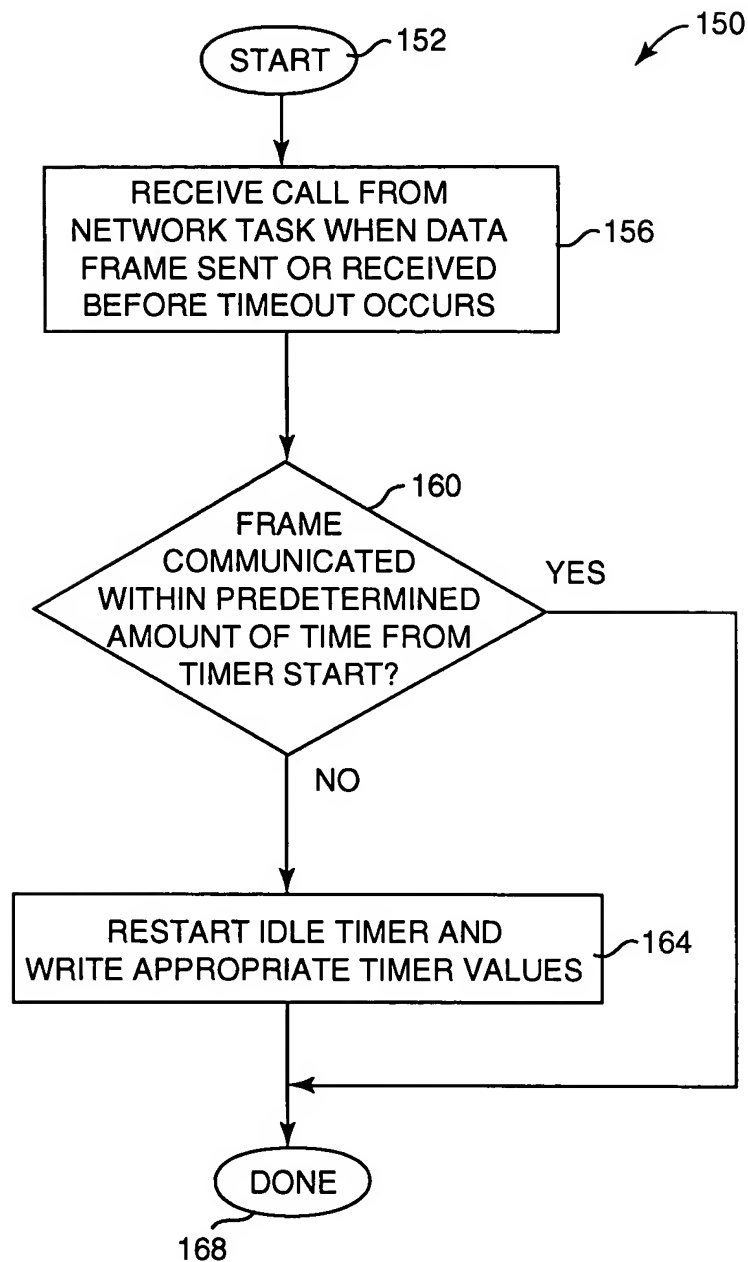 150
START
152
RECEIVE CALL FROM
NETWORK TASK WHEN DATA
FRAME SENT OR RECEIVED
BEFORE TIMEOUT OCCURS
156
160
FRAME
COMMUNICATED
WITHIN PREDETERMINED
AMOUNT OF TIME FROM
TIMER START?
YES
NO
RESTART IDLE TIMER AND
WRITE APPROPRIATE TIMER VALUES
164
DONE
168